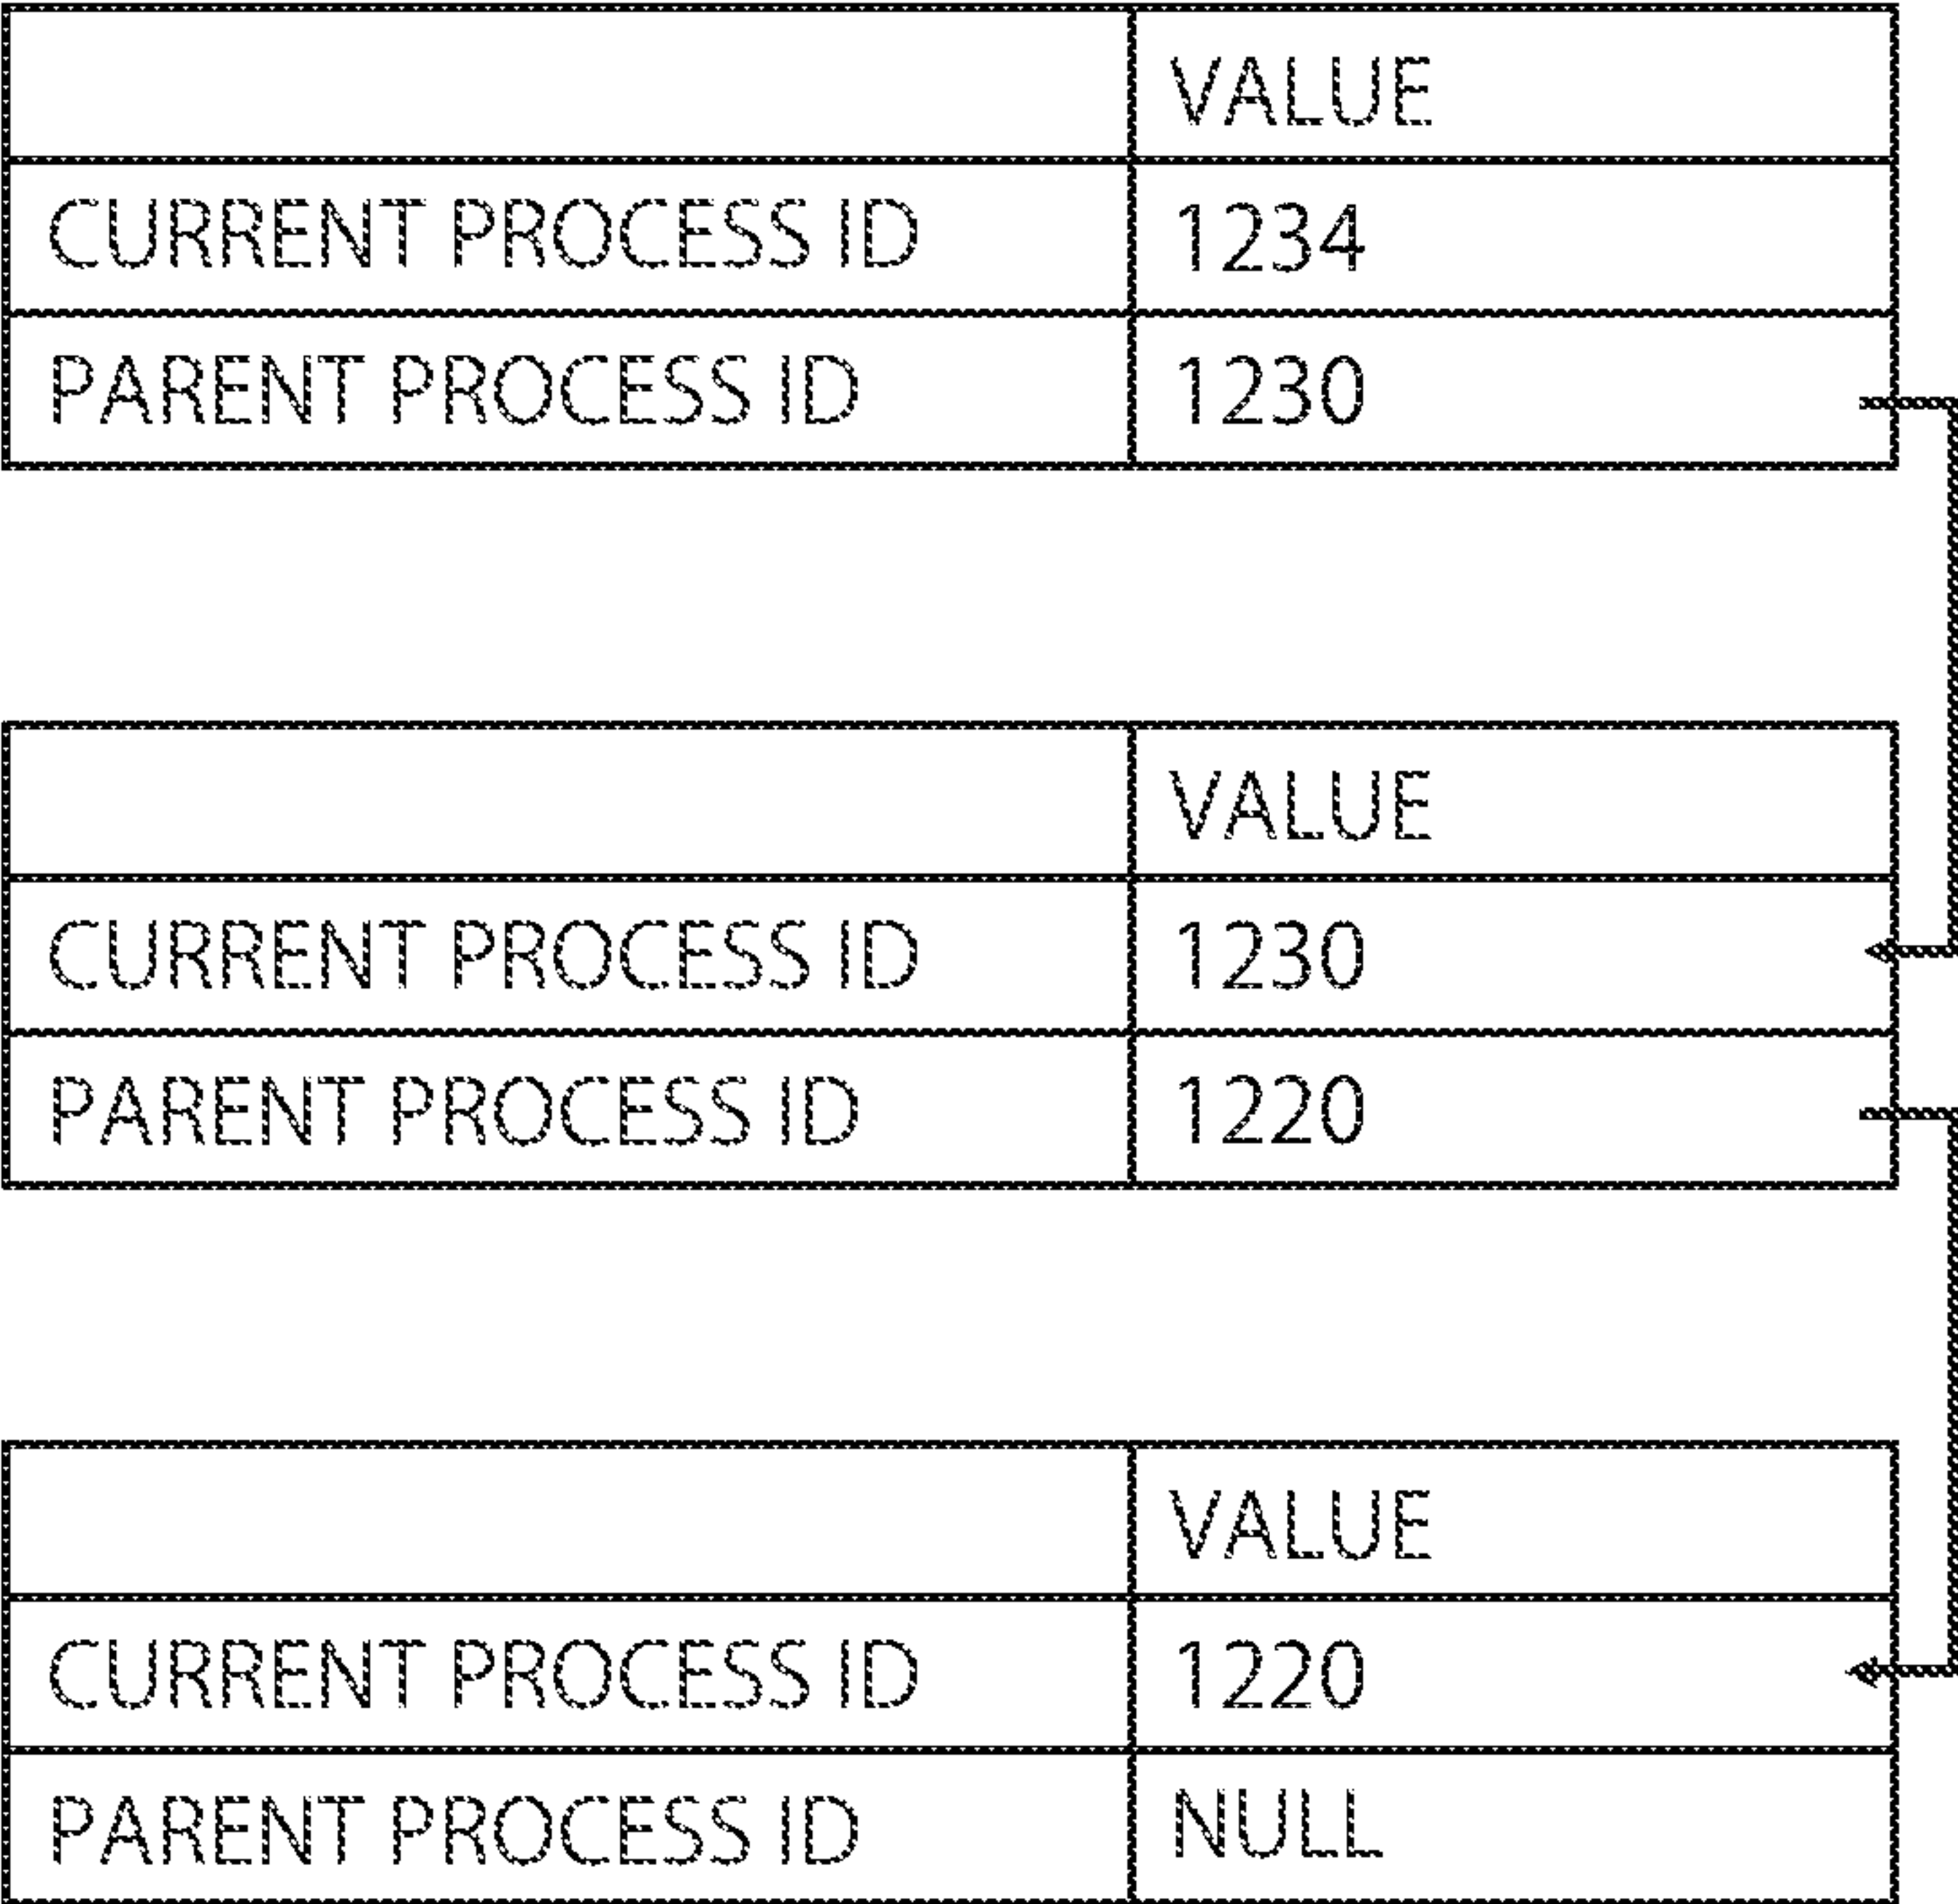 VALUE
CURRENT PROCESS ID 1234
PARENT PROCESS ID 1230
VALUE
CURRENT PROCESS ID 1230
PARENT PROCESS ID 1220
VALUE
CURRENT PROCESS ID 1220
PARENT PROCESS ID NULL